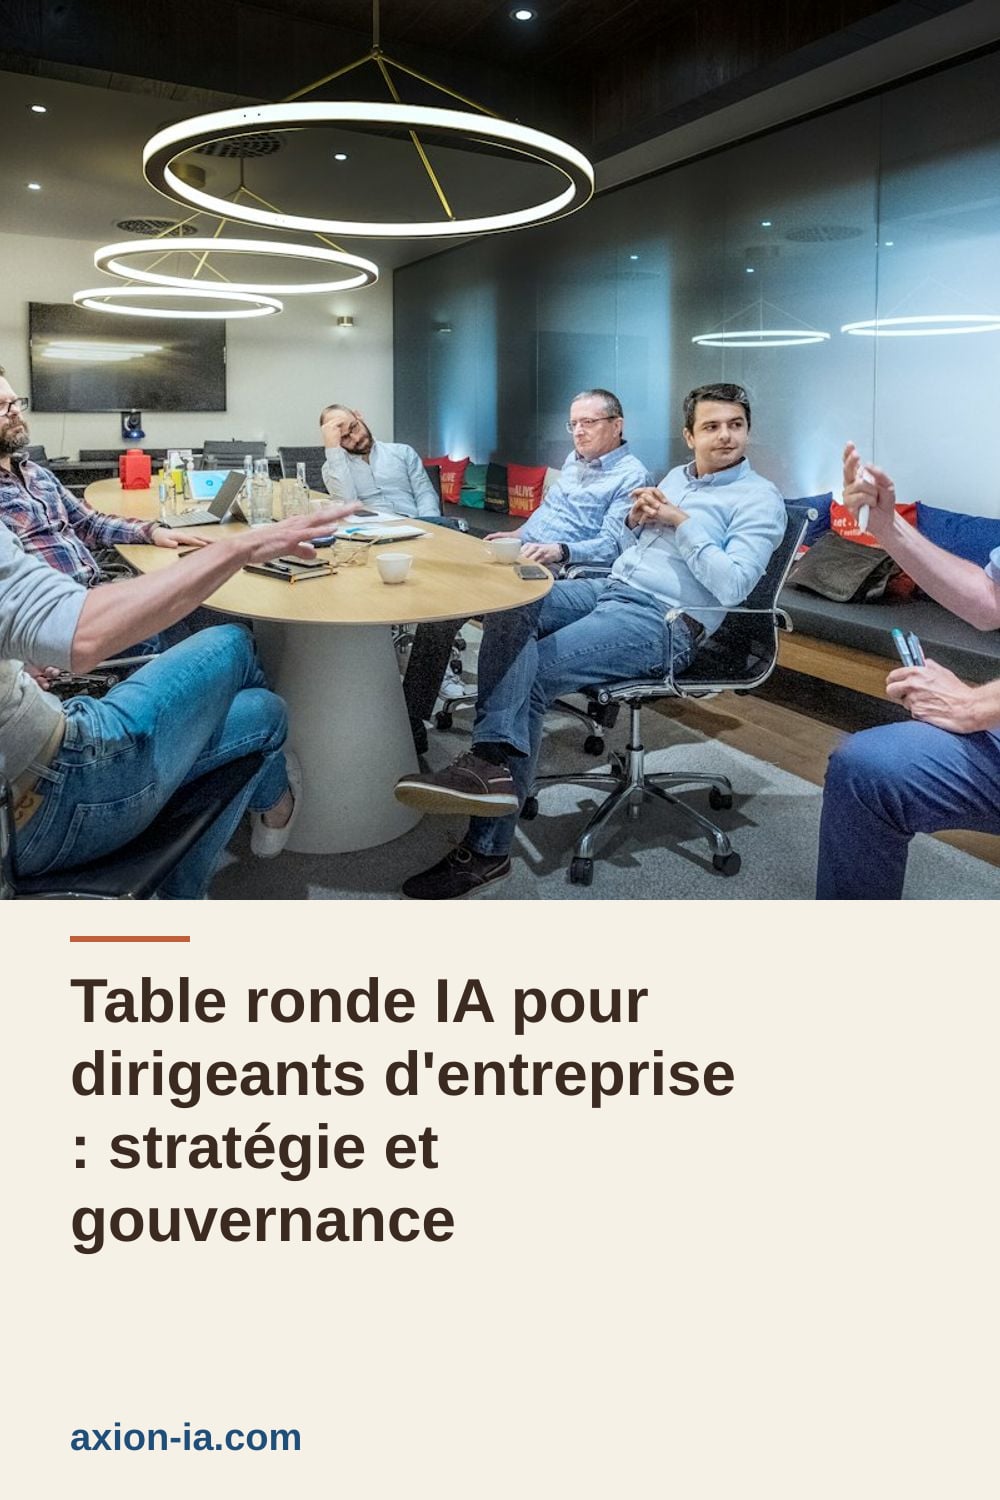 Table ronde IA pour
dirigeants d'entreprise
: stratégie et
gouvernance
axion-ia.com